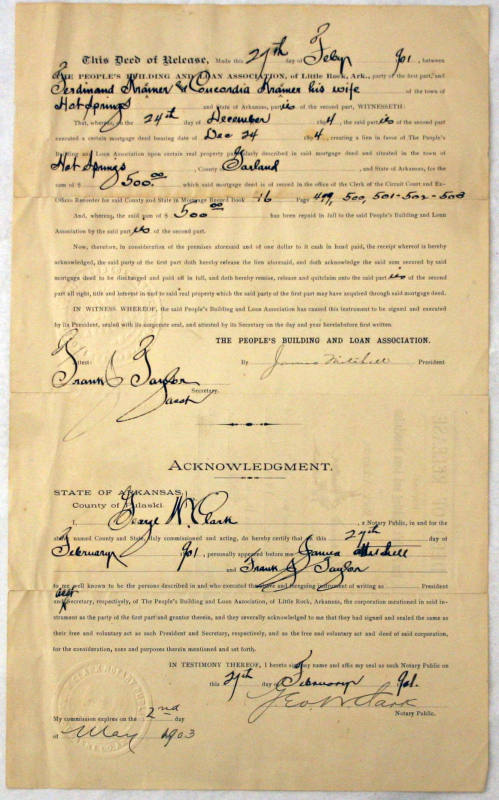 This Deed of Release, Made this 27th day of Feby 901, between
THE PEOPLE'S BUILDING AND LOAN ASSOCIATION, of Little Rock, Ark., party of the first part, and
Ferdinand Kramer & Concordia Kramer his wife of the town of
Hot Springs and State of Arkansas, part is of the second part, WITNESSETH:
That, whereas, on the 24th day of December 1894, the said part is of the second part
executed a certain mortgage deed bearing date of Dec 24 1894, creating a lien in favor of The People's
Building and Loan Association upon certain real property particularly described in said mortgage deed and situated in the town of
Hot Springs, County Garland, and State of Arkansas, for the
sum of $500.00 which said mortgage deed is of record in the office of the Clerk of the Circuit Court and Ex-
Officio Recorder for said County and State in Mortgage Record Book 16 Page 499, 500, 501-502-503
And, whereas, the said sum of $500.00 has been repaid in full to the said People's Building and Loan
Association by the said part is of the second part.
Now, therefore, in consideration of the premises aforesaid and of one dollar to it cash in hand paid, the receipt whereof is hereby
acknowledged, the said party of the first part doth hereby release the lien aforesaid, and doth acknowledge the said sum secured by said
mortgage deed to be discharged and paid off in full, and doth hereby remise, release and quitclaim unto the said part is of the second
part all right, title and interest in and to said real property which the said party of the first part may have acquired through said mortgage deed.
IN WITNESS WHEREOF, the said People's Building and Loan Association has caused this instrument to be signed and executed
by its President, sealed with its corporate seal, and attested by its Secretary on the day and year hereinbefore first written.
THE PEOPLE'S BUILDING AND LOAN ASSOCIATION.
Attest: By James Mitchell President
Frank J Taylor
Secretary.
Asst
ACKNOWLEDGMENT.
STATE OF ARKANSAS
County of Pulaski.
I, George W. Clark, a Notary Public, in and for the
above named County and State, duly commissioned and acting, do hereby certify that on this 27th day of
February 901, personally appeared before me James Mitchell
and Frank J Taylor
to me well known to be the persons described in and who executed the above and foregoing instrument of writing as President
and Asst Secretary, respectively, of The People's Building and Loan Association, of Little Rock, Arkansas, the corporation mentioned in said in-
strument as the party of the first part and grantor therein, and they severally acknowledged to me that they had signed and sealed the same as
their free and voluntary act as such President and Secretary, respectively, and as the free and voluntary act and deed of said corporation,
for the consideration, uses and purposes therein mentioned and set forth.
IN TESTIMONY THEREOF, I hereto sign my name and affix my seal as such Notary Public on
this 27th day of February 901.
Geo. W. Clark
Notary Public.
My commission expires on the 2nd day
of May 1903